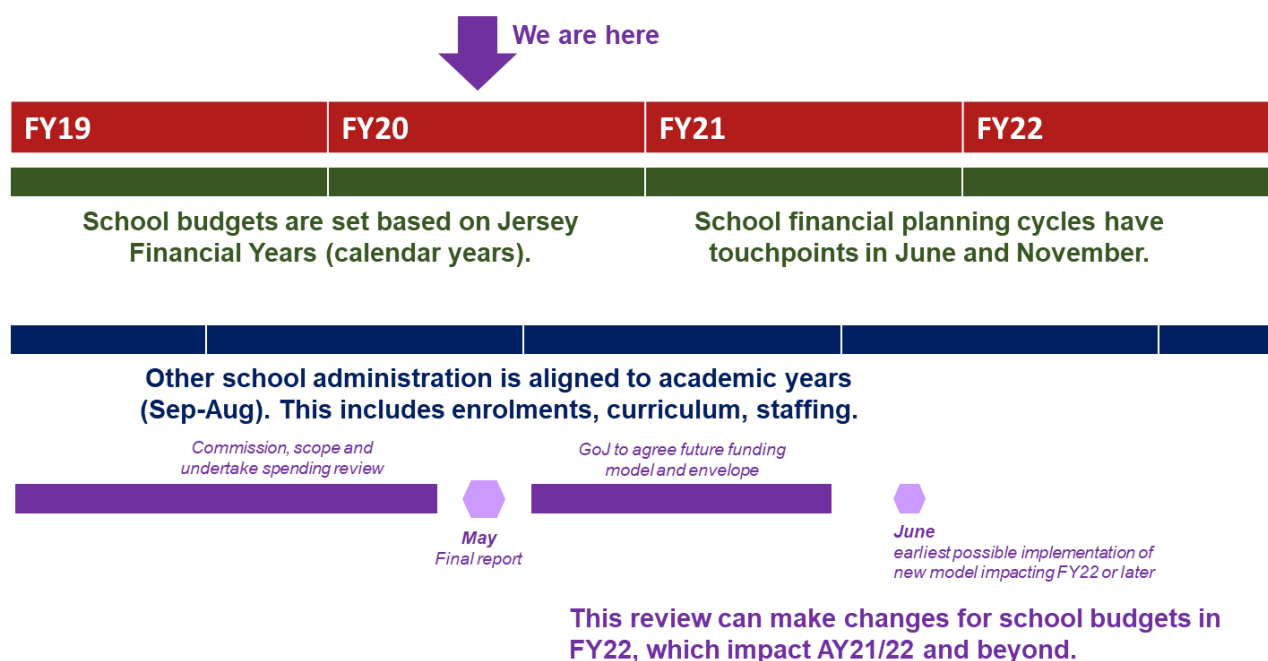 We are here
FY19
FY20
FY21
FY22
School budgets are set based on Jersey
Financial Years (calendar years).
School financial planning cycles have
touchpoints in June and November.
Other school administration is aligned to academic years
(Sep-Aug). This includes enrolments, curriculum, staffing.
Commission, scope and
undertake spending review
GoJ to agree future funding
model and envelope
May
Final report
June
earliest possible implementation of
new model impacting FY22 or later
This review can make changes for school budgets in
FY22, which impact AY21/22 and beyond.